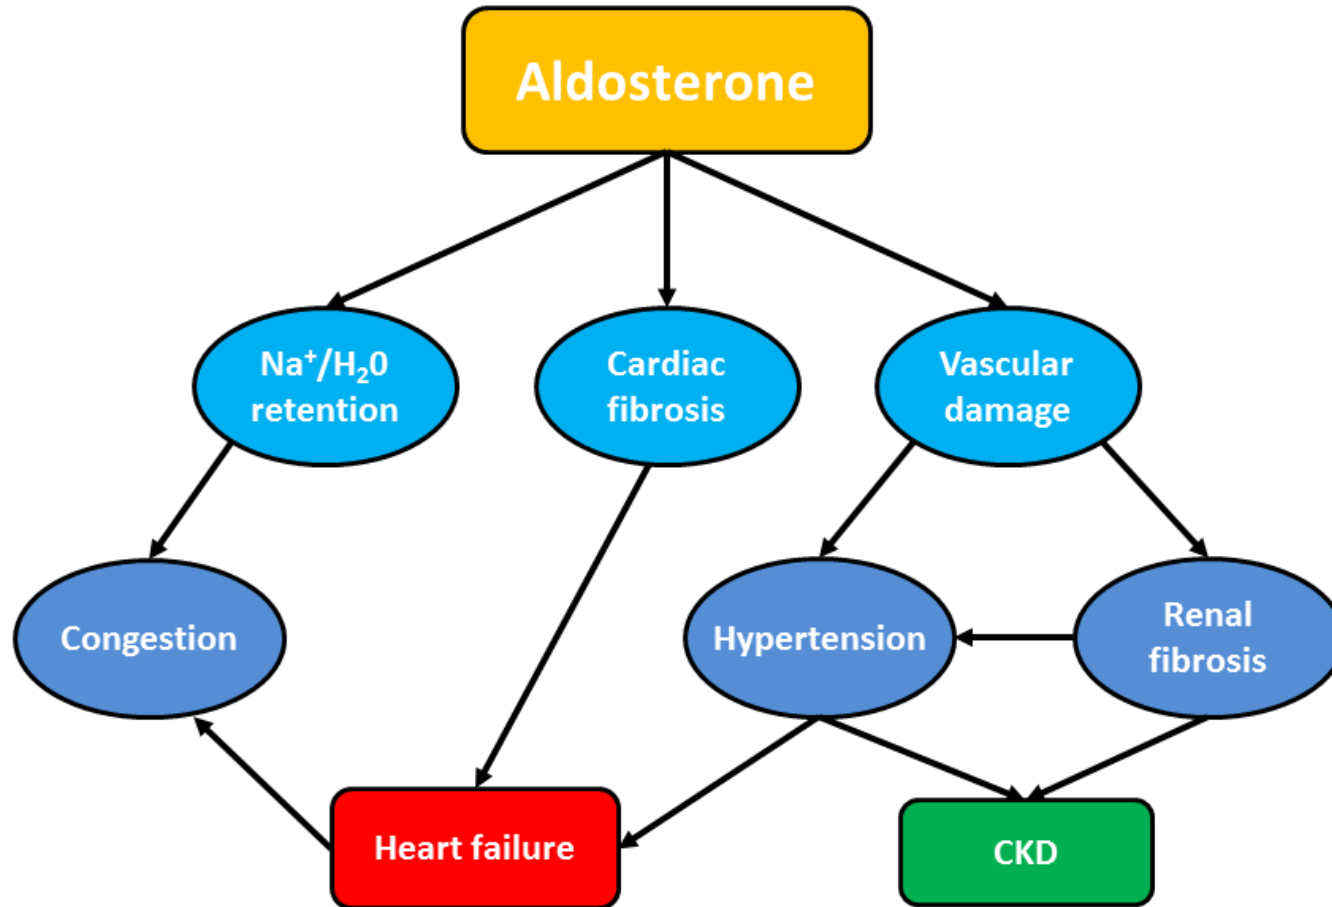 Aldosterone
Na⁺/H₂0
retention
Cardiac
fibrosis
Vascular
damage
Congestion
Hypertension
Renal
fibrosis
Heart failure
CKD